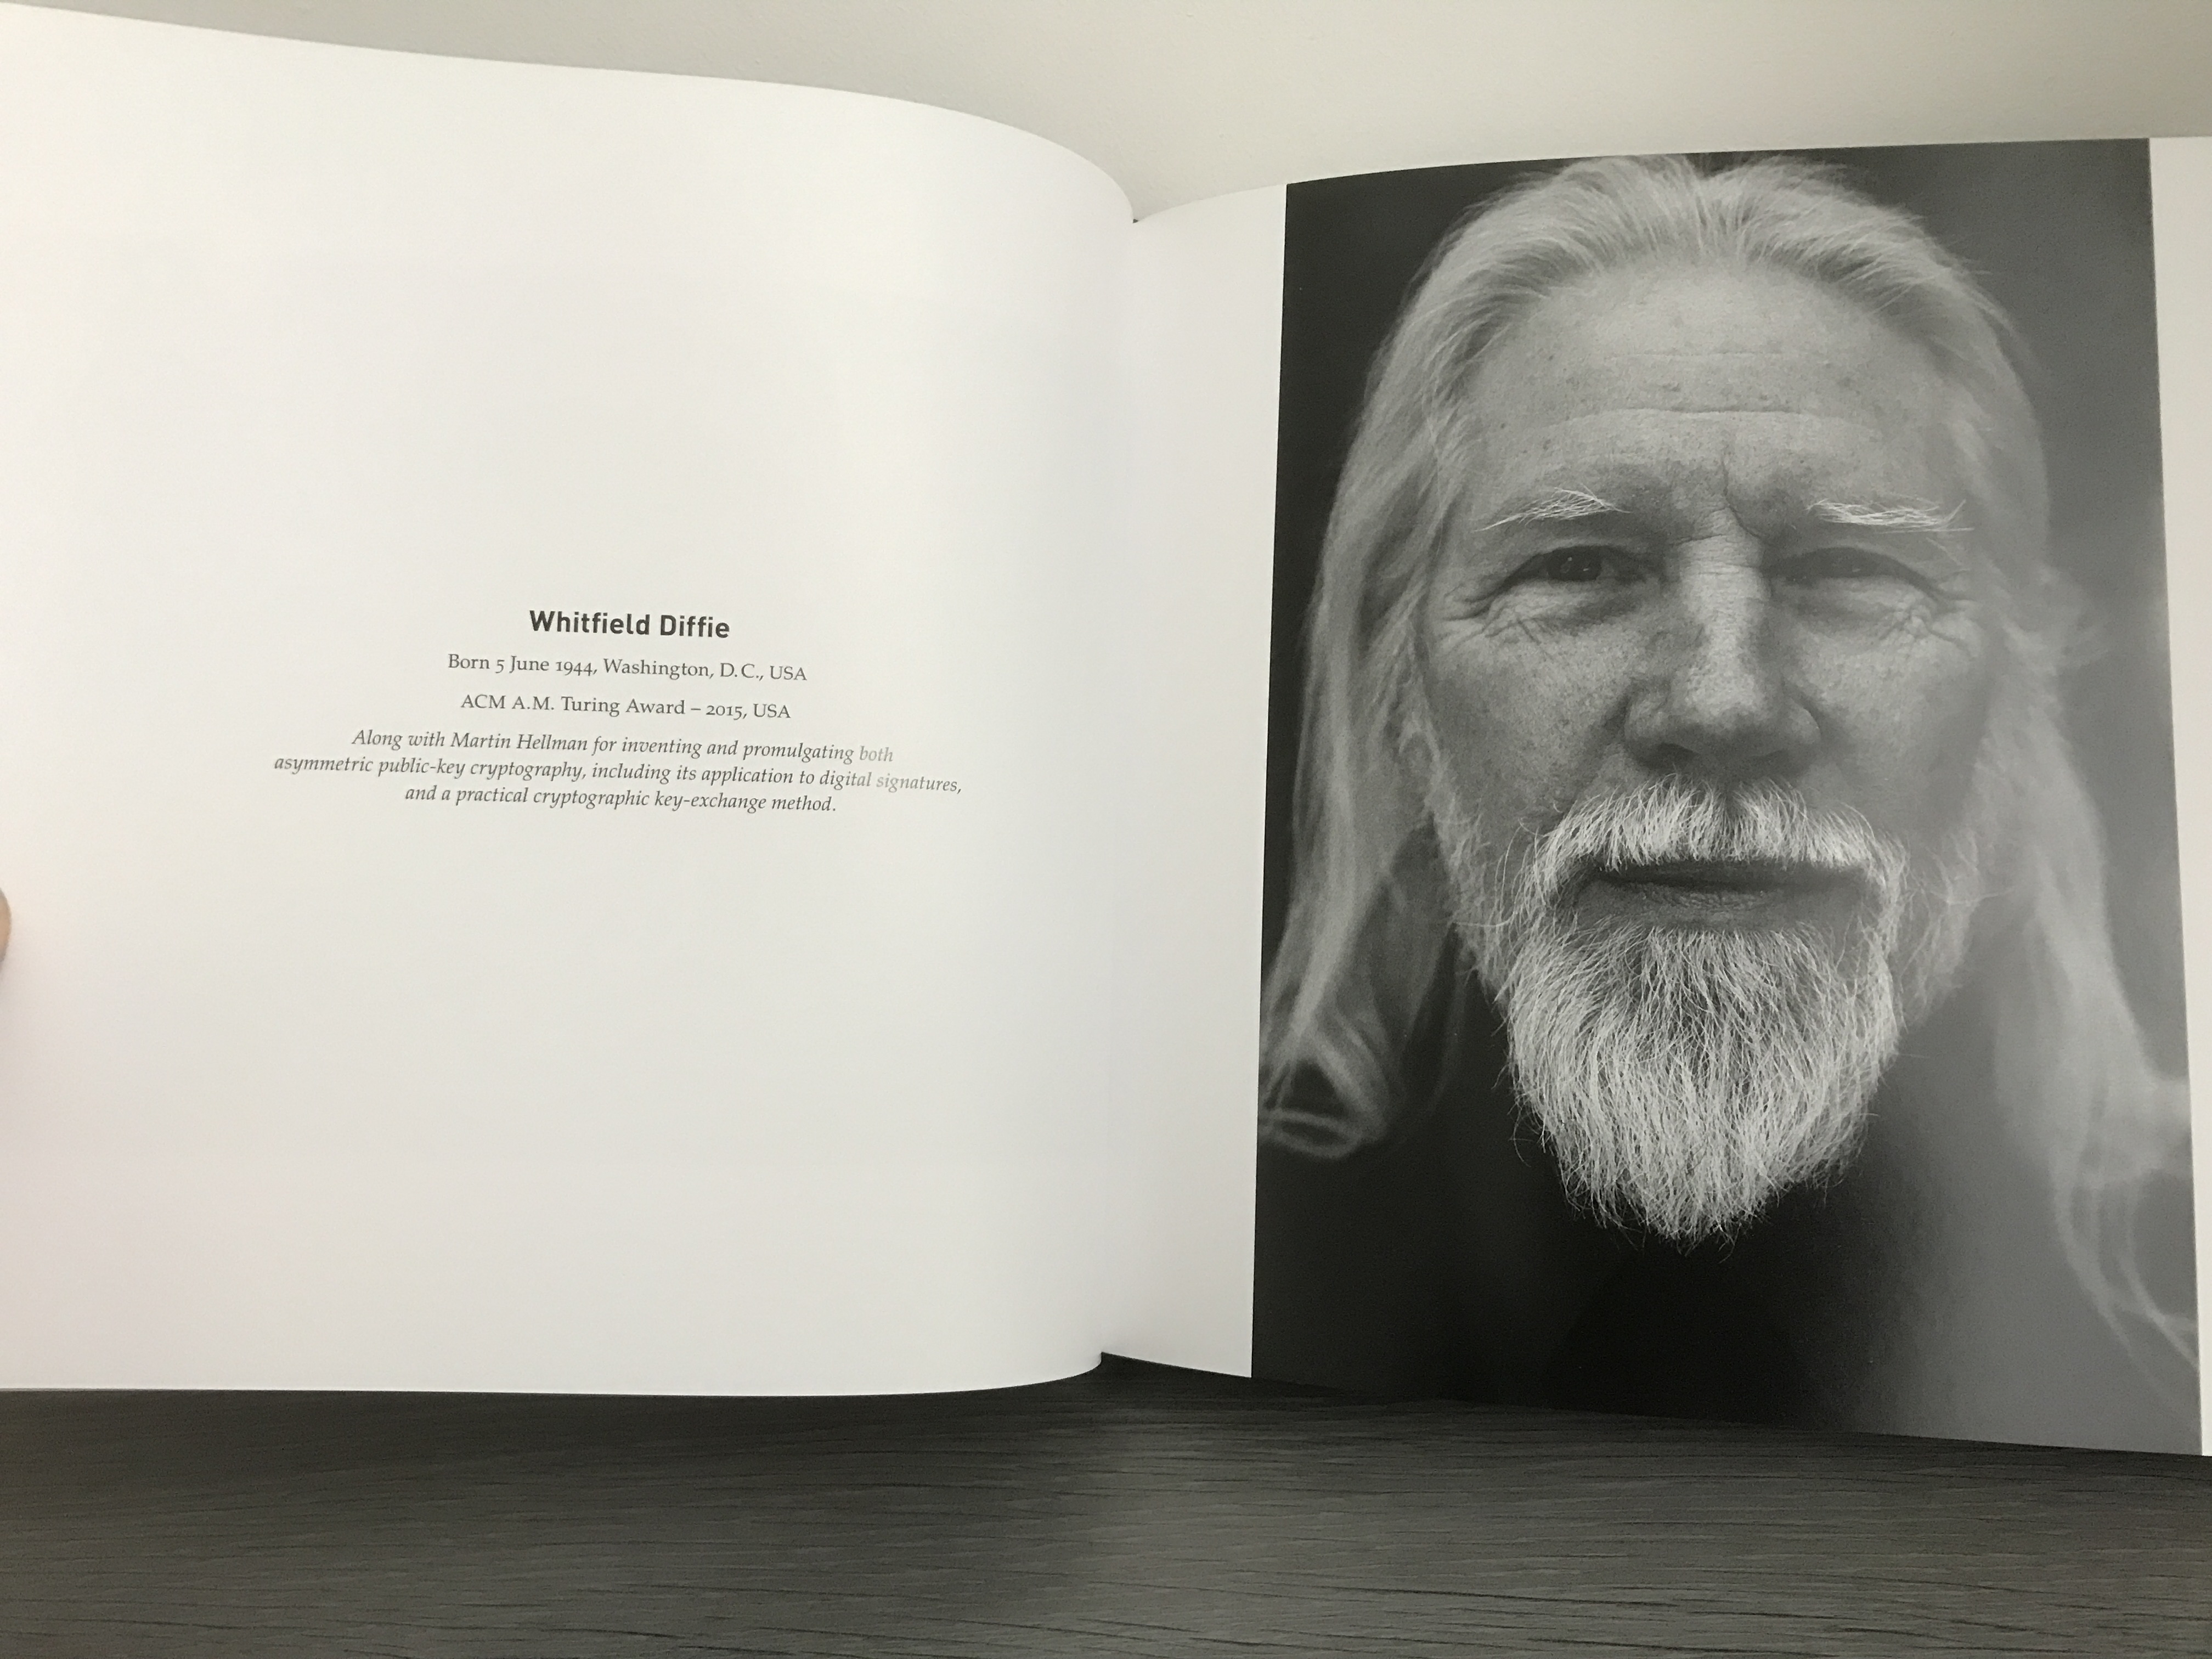 Whitfield Diffie
Born 5 June 1944, Washington, D.C., USA
ACM A.M. Turing Award – 2015, USA
Along with Martin Hellman for inventing and promulgating both
asymmetric public-key cryptography, including its application to digital signatures,
and a practical cryptographic key-exchange method.